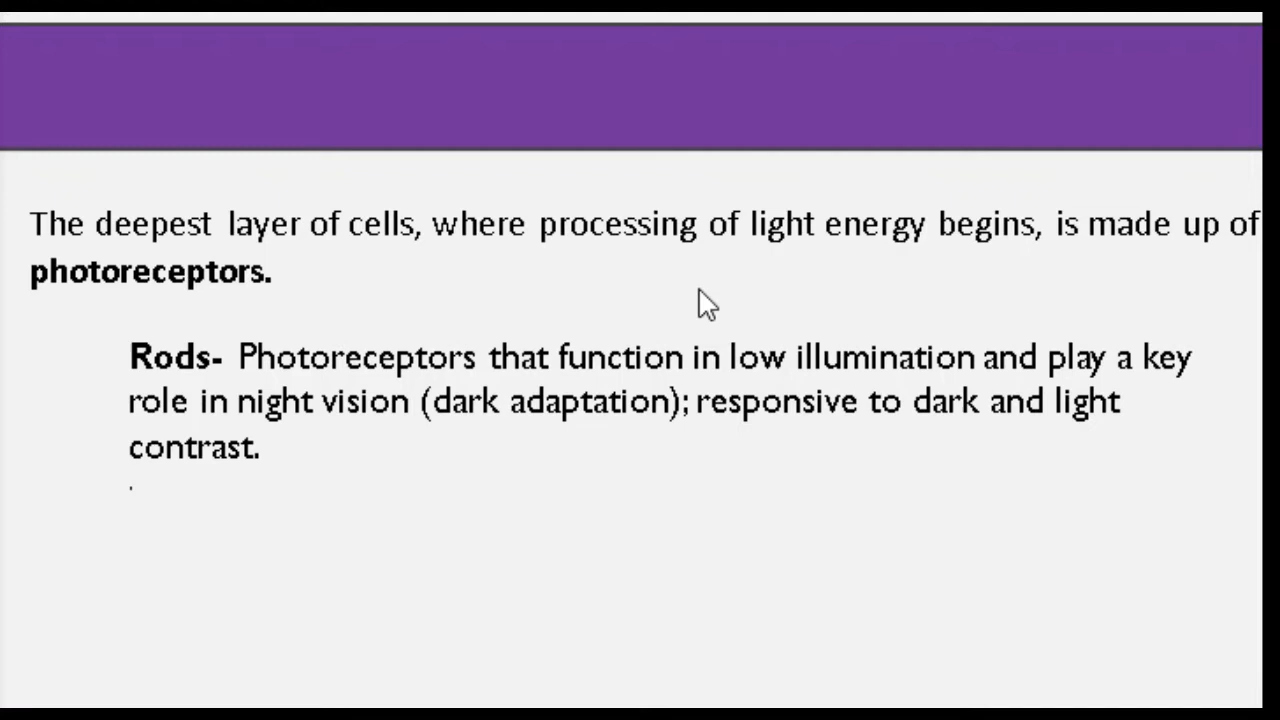 The deepest layer of cells, where processing of light energy begins, is made up of
photoreceptors.
Rods- Photoreceptors that function in low illumination and play a key
role in night vision (dark adaptation); responsive to dark and light
contrast.
.